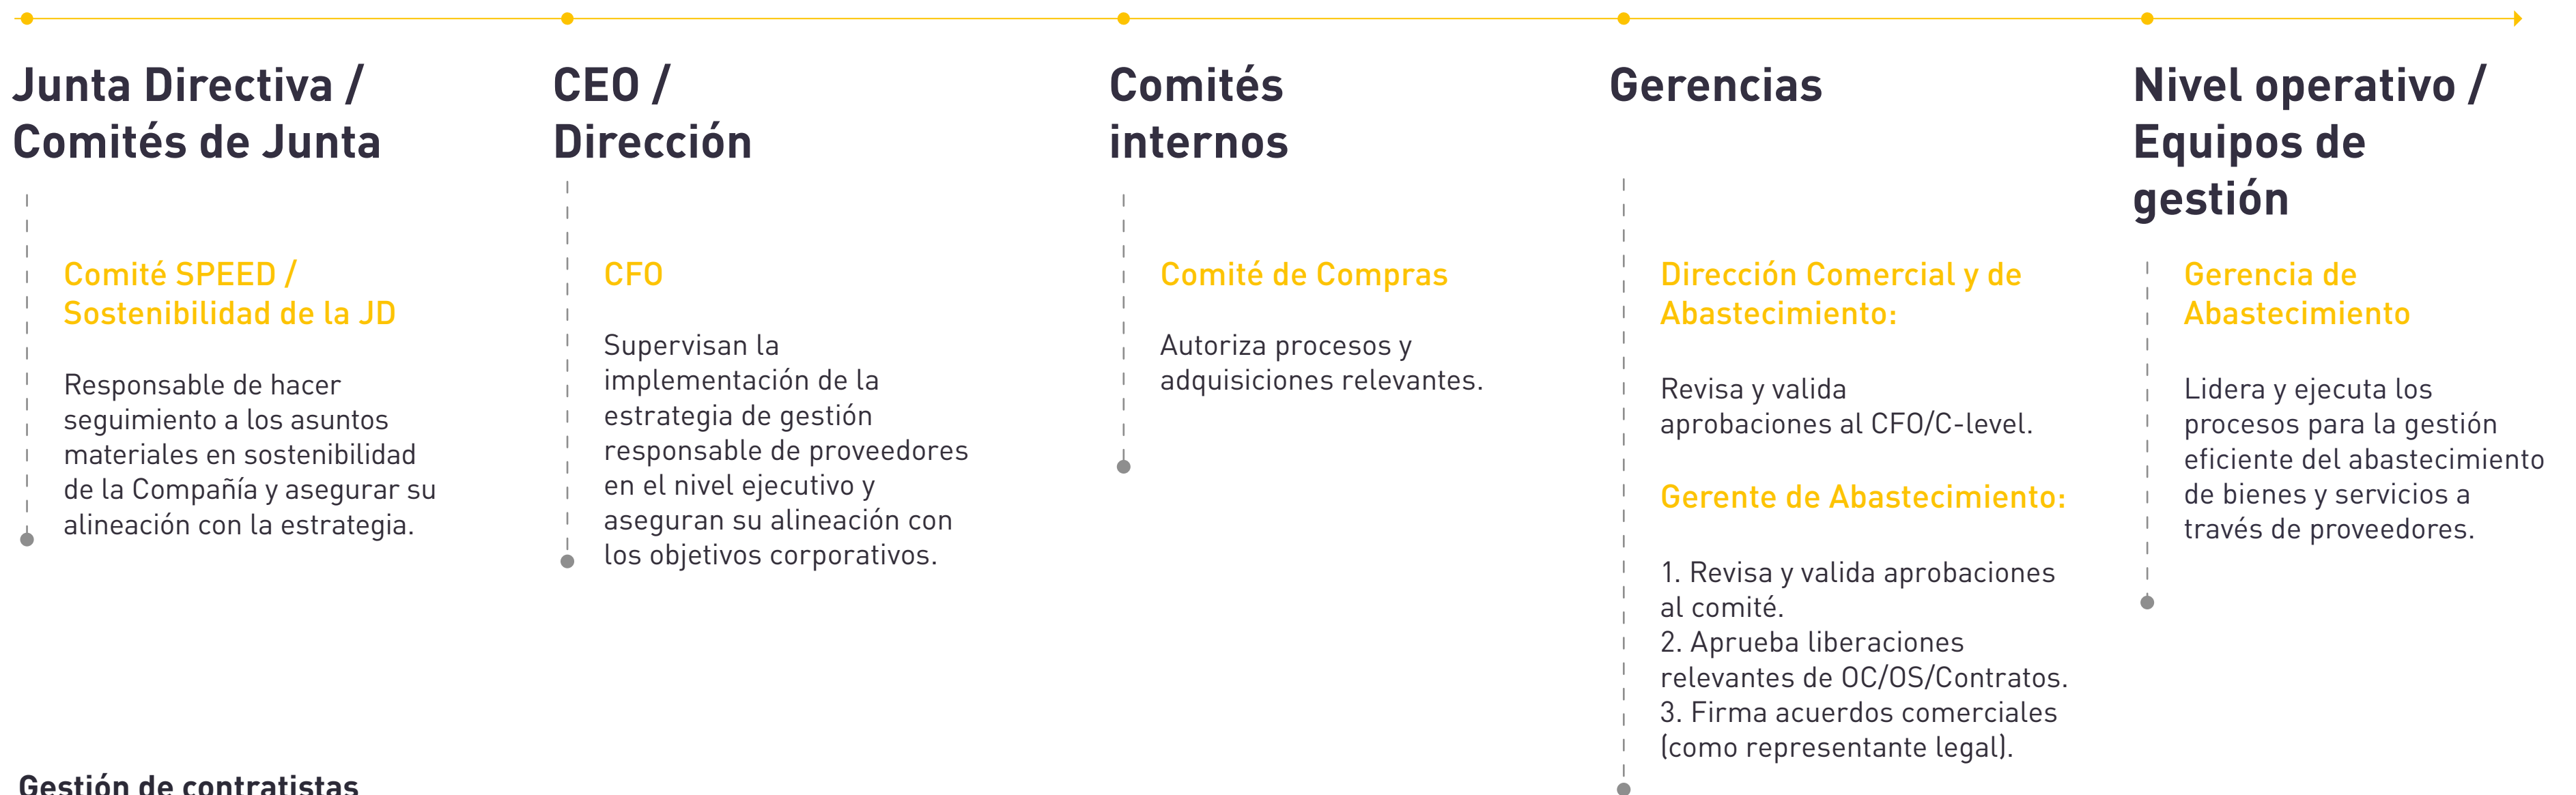 Junta Directiva /
Comités de Junta
Comité SPEED /
Sostenibilidad de la JD
Responsable de hacer
seguimiento a los asuntos
materiales en sostenibilidad
de la Compañía y asegurar su
alineación con la estrategia.
CEO /
Dirección
CFO
Supervisan la
implementación de la
estrategia de gestión
responsable de proveedores
en el nivel ejecutivo y
aseguran su alineación con
los objetivos corporativos.
Comités
internos
Comité de Compras
Autoriza procesos y
adquisiciones relevantes.
Gerencias
Dirección Comercial y de
Abastecimiento:
Revisa y valida
aprobaciones al CFO/C-level.
Gerente de Abastecimiento:
1. Revisa y valida aprobaciones
al comité.
2. Aprueba liberaciones
relevantes de OC/OS/Contratos.
3. Firma acuerdos comerciales
(como representante legal).
Nivel operativo /
Equipos de
gestión
Gerencia de
Abastecimiento
Lidera y ejecuta los
procesos para la gestión
eficiente del abastecimiento
de bienes y servicios a
través de proveedores.
Gestión de contratistas